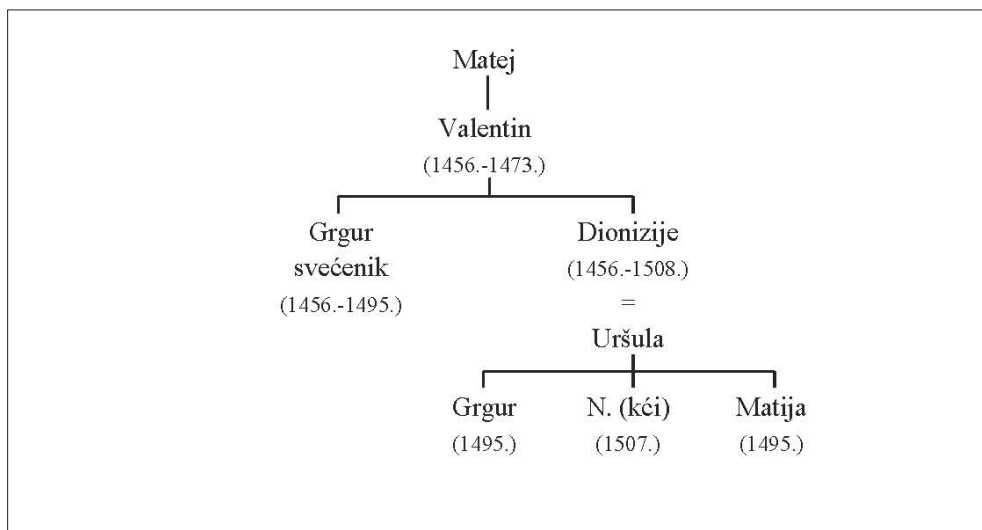 Matej
Valentin
(1456.-1473.)
Grgur
svećenik
(1456.-1495.)
Dionizije
(1456.-1508.)
=
Uršula
Grgur
(1495.)
N. (kći)
(1507.)
Matija
(1495.)